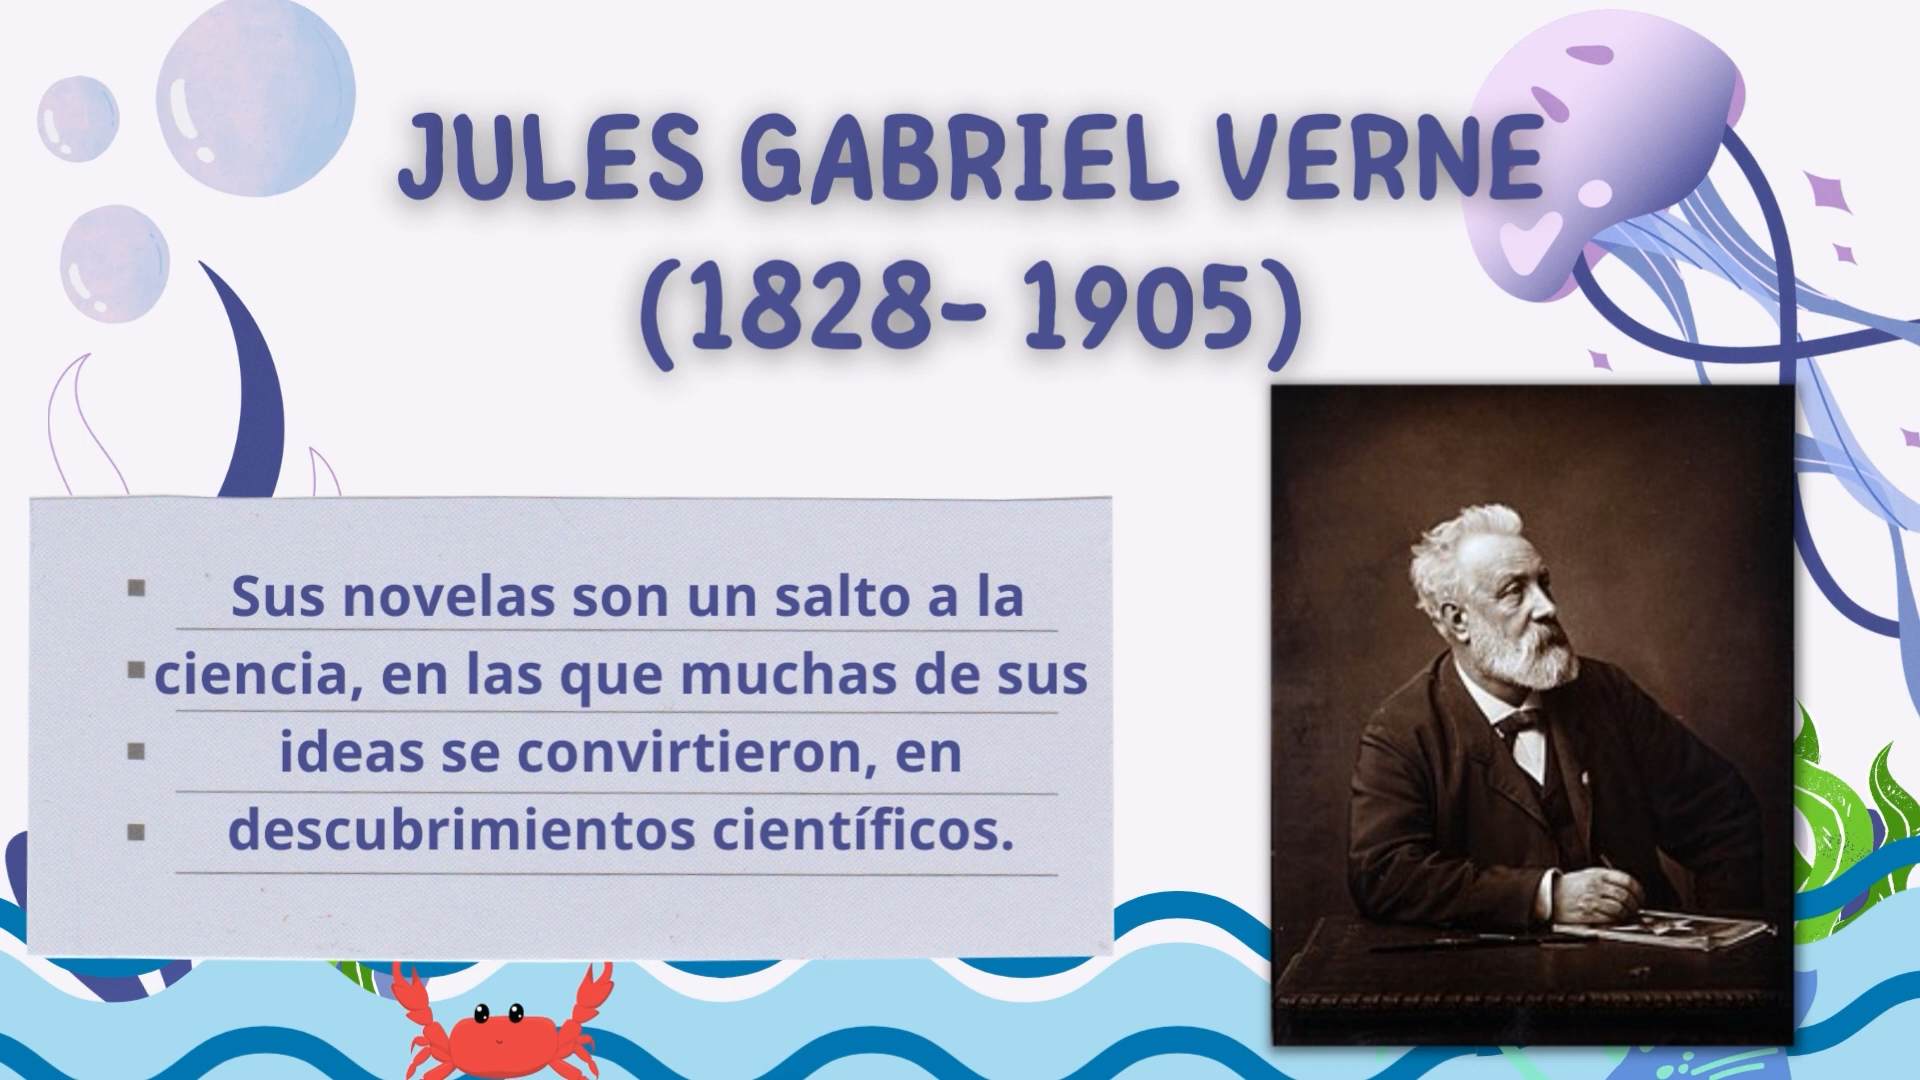 JULES GABRIEL VERNE
(1828- 1905)
Sus novelas son un salto a la
ciencia, en las que muchas de sus
ideas se convirtieron, en
descubrimientos científicos.